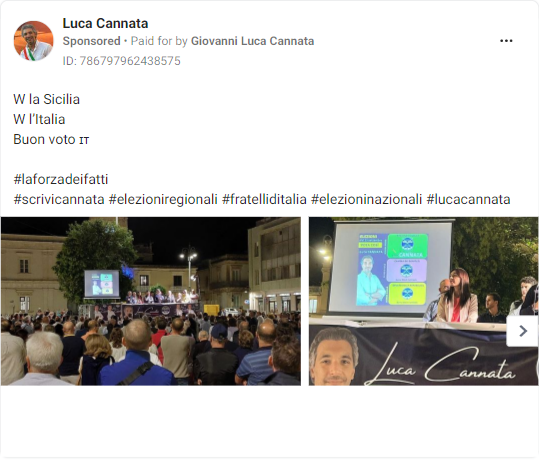 Luca Cannata
Sponsored • Paid for by Giovanni Luca Cannata
ID: 786797962438575
W la Sicilia
W l'Italia
Buon voto ɪᴛ
#laforzadeifatti
#scrivicannata #elezioniregionali #fratelliditalia #elezioninazionali #lucacannata
CANNATA
Luca Cannata